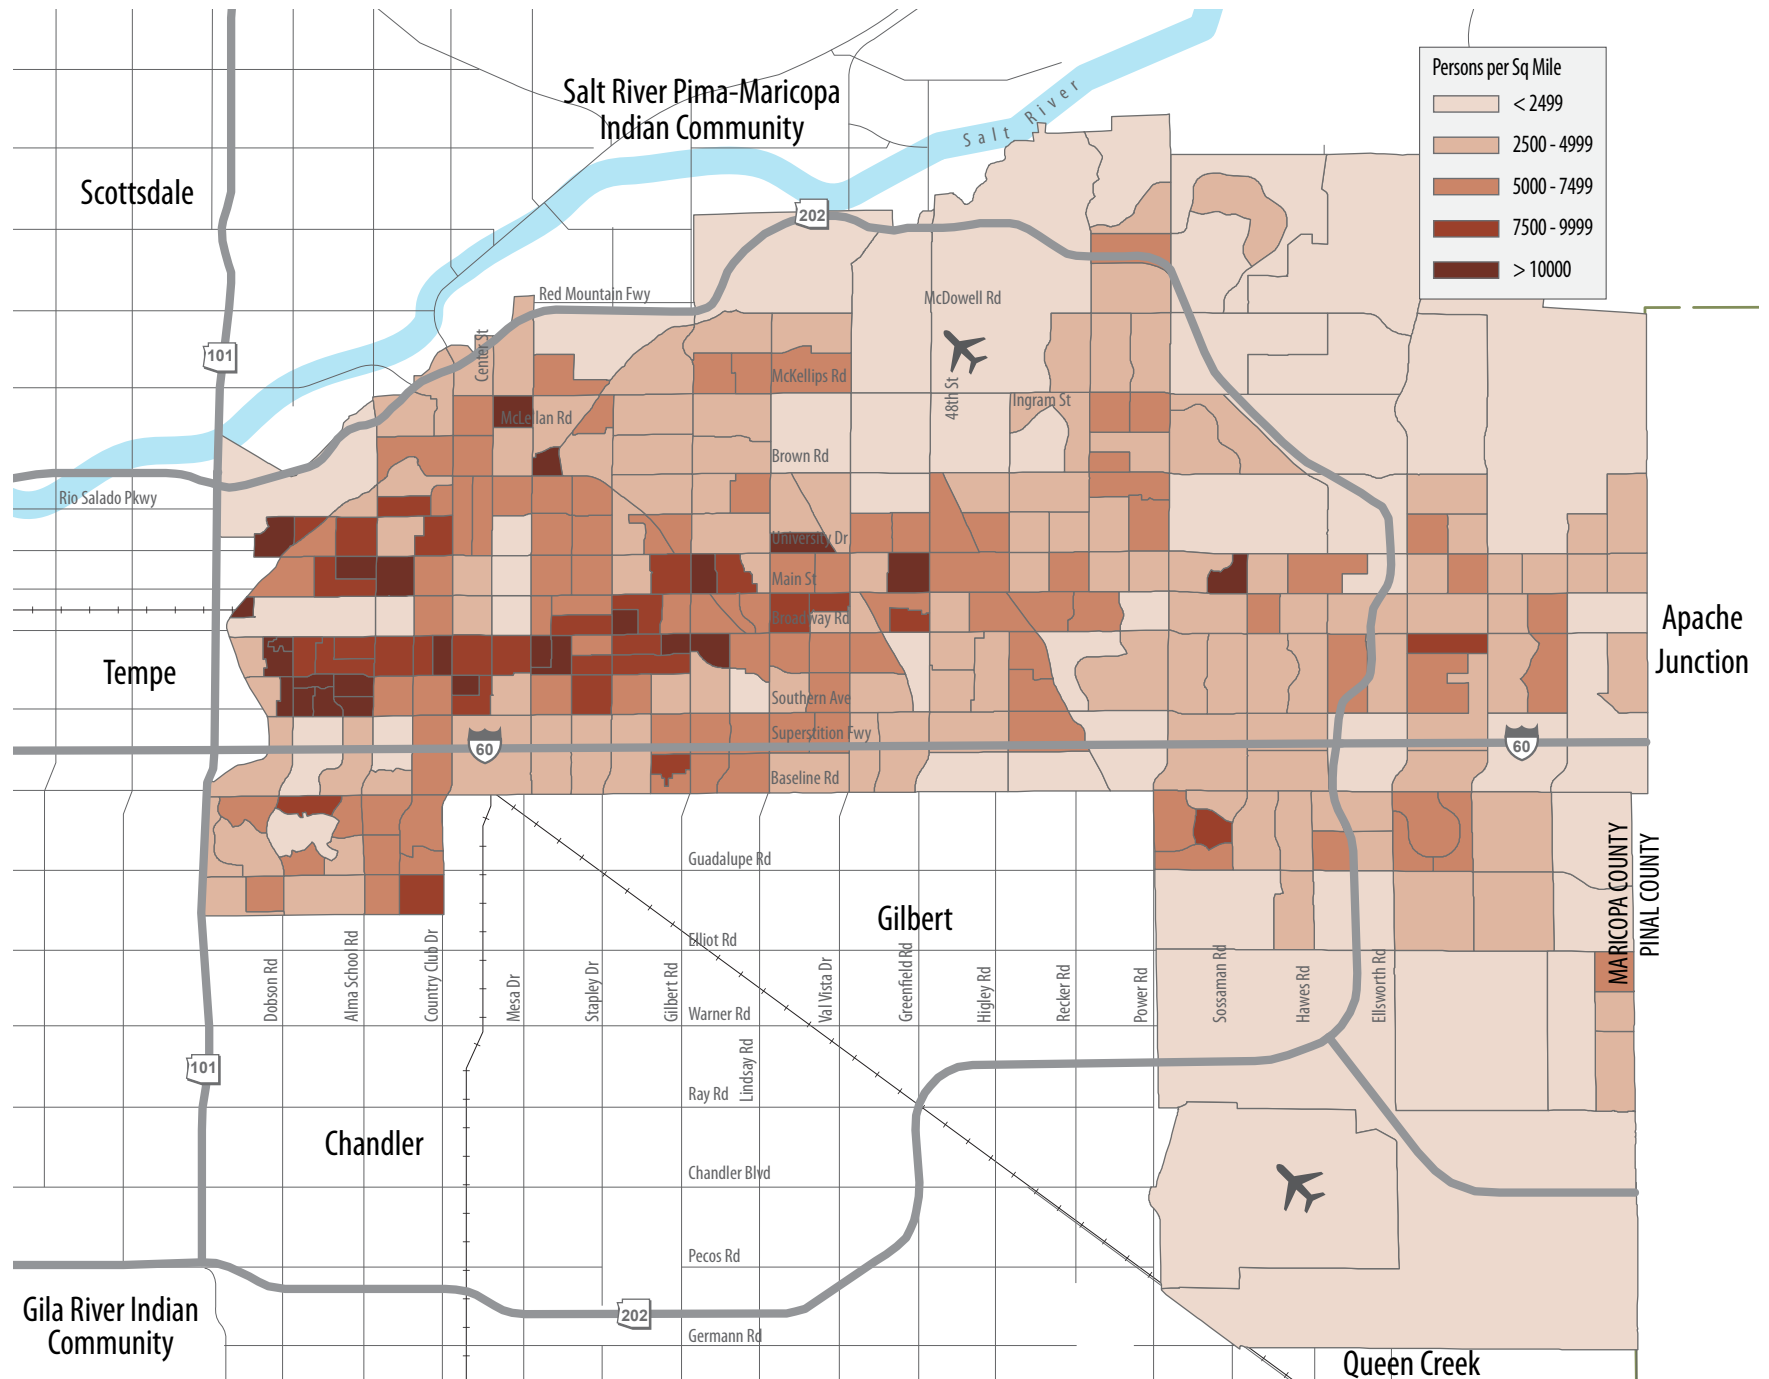 Persons per Sq Mile
< 2499
2500 - 4999
5000 - 7499
7500 - 9999
> 10000
Salt River Pima-Maricopa
Indian Community
Salt River
Scottsdale
202
Red Mountain Fwy
McDowell Rd
Center St
101
McKellips Rd
48th St
Ingram St
McLellan Rd
Brown Rd
Rio Salado Pkwy
University Dr
Main St
Broadway Rd
Apache
Junction
Tempe
Southern Ave
Superstition Fwy
60
60
Baseline Rd
Guadalupe Rd
MARICOPA COUNTY
PINAL COUNTY
Gilbert
Elliot Rd
Dobson Rd
Alma School Rd
Country Club Dr
Mesa Dr
Stapley Dr
Gilbert Rd
Lindsay Rd
Val Vista Dr
Greenfield Rd
Higley Rd
Recker Rd
Power Rd
Sossaman Rd
Hawes Rd
Ellsworth Rd
Warner Rd
101
Ray Rd
Chandler
Chandler Blvd
Pecos Rd
Gila River Indian
Community
202
Germann Rd
Queen Creek